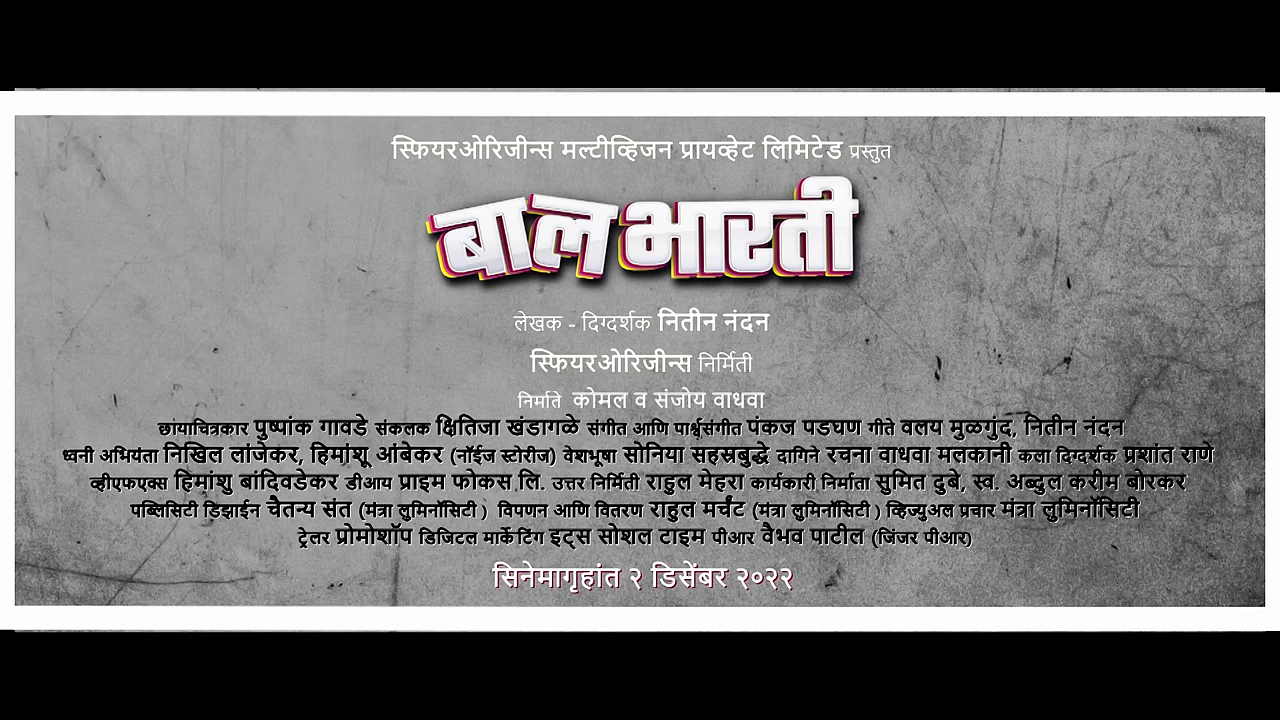 स्फियरओरिजीन्स मल्टीव्हिजन प्रायव्हेट लिमिटेड प्रस्तुत
बाल भारती
लेखक - दिग्दर्शक नितीन नंदन
स्फियरओरिजीन्स निर्मिती
निर्माते कोमल व संजोय वाधवा
छायाचित्रकार पुष्पांक गावडे संकलक क्षितिजा खंडागळे संगीत आणि पार्श्वसंगीत पंकज पडघण गीते वलय मुळगुंद, नितीन नंदन
ध्वनी अभियंता निखिल लांजेकर, हिमांशू आंबेकर (नॉईज स्टोरीज) वेशभूषा सोनिया सहस्रबुद्धे दागिने रचना वाधवा मलकानी कला दिग्दर्शक प्रशांत राणे
व्हीएफएक्स हिमांशु बांदिवडेकर डीआय प्राइम फोकस लि. उत्तर निर्मिती राहुल मेहरा कार्यकारी निर्माता सुमित दुबे, स्व. अब्दुल करीम बोरकर
पब्लिसिटी डिझाईन चैतन्य संत (मंत्रा लुमिनॉसिटी ) विपणन आणि वितरण राहुल मर्चंट (मंत्रा लुमिनॉसिटी ) व्हिज्युअल प्रचार मंत्रा लुमिनॉसिटी
ट्रेलर प्रोमोशॉप डिजिटल मार्केटिंग इट्स सोशल टाइम पीआर वैभव पाटील (जिंजर पीआर)
सिनेमागृहांत २ डिसेंबर २०२२